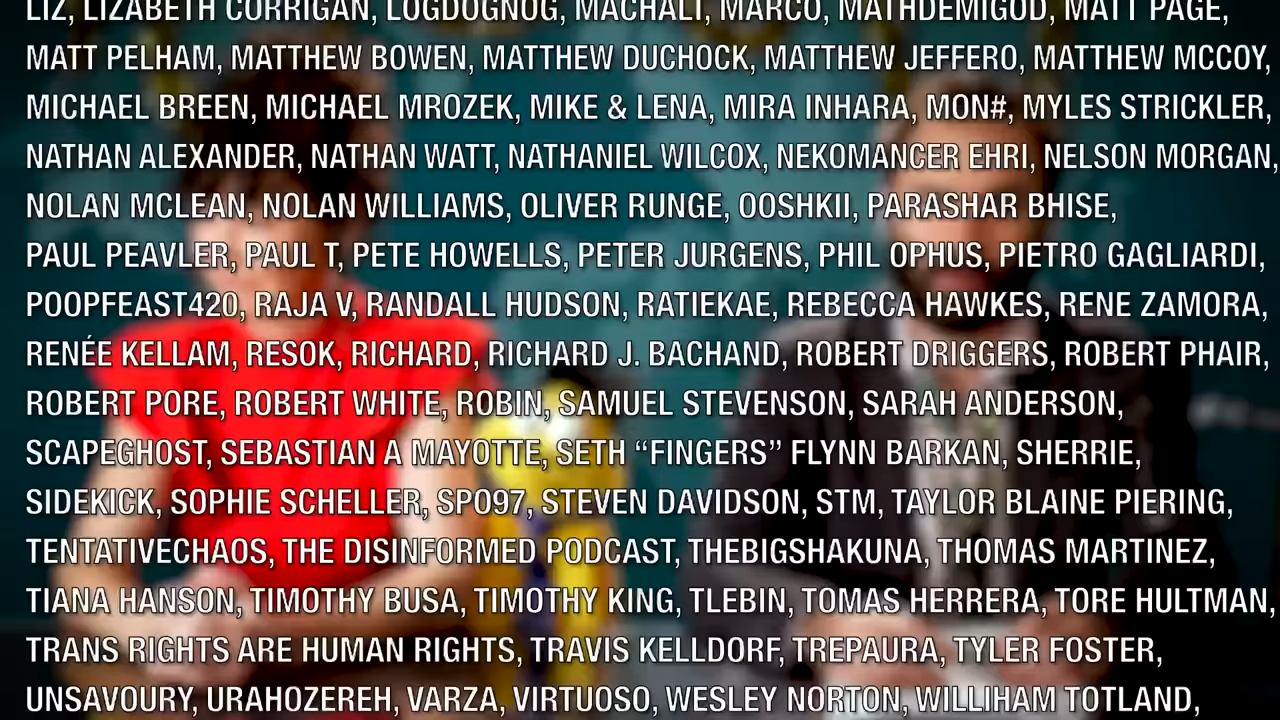 LIZ, LIZABETH CORRIGAN, LOGDOGNOG, MACHALI, MARCO, MATHDEMIGOD, MATT PAGE,
MATT PELHAM, MATTHEW BOWEN, MATTHEW DUCHOCK, MATTHEW JEFFERO, MATTHEW MCCOY,
MICHAEL BREEN, MICHAEL MROZEK, MIKE & LENA, MIRA INHARA, MON#, MYLES STRICKLER,
NATHAN ALEXANDER, NATHAN WATT, NATHANIEL WILCOX, NEKOMANCER EHRI, NELSON MORGAN,
NOLAN MCLEAN, NOLAN WILLIAMS, OLIVER RUNGE, OOSHKII, PARASHAR BHISE,
PAUL PEAVLER, PAUL T, PETE HOWELLS, PETER JURGENS, PHIL OPHUS, PIETRO GAGLIARDI,
POOPFEAST420, RAJA V, RANDALL HUDSON, RATIEKAE, REBECCA HAWKES, RENE ZAMORA,
RENÉE KELLAM, RESOK, RICHARD, RICHARD J. BACHAND, ROBERT DRIGGERS, ROBERT PHAIR,
ROBERT PORE, ROBERT WHITE, ROBIN, SAMUEL STEVENSON, SARAH ANDERSON,
SCAPEGHOST, SEBASTIAN A MAYOTTE, SETH “FINGERS” FLYNN BARKAN, SHERRIE,
SIDEKICK, SOPHIE SCHELLER, SPO97, STEVEN DAVIDSON, STM, TAYLOR BLAINE PIERING,
TENTATIVECHAOS, THE DISINFORMED PODCAST, THEBIGSHAKUNA, THOMAS MARTINEZ,
TIANA HANSON, TIMOTHY BUSA, TIMOTHY KING, TLEBIN, TOMAS HERRERA, TORE HULTMAN,
TRANS RIGHTS ARE HUMAN RIGHTS, TRAVIS KELLDORF, TREPAURA, TYLER FOSTER,
UNSAVOURY, URAHOZEREH, VARZA, VIRTUOSO, WESLEY NORTON, WILLIHAM TOTLAND,